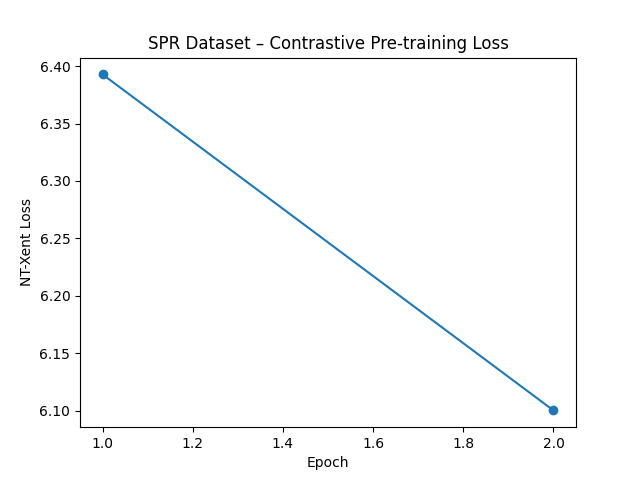 SPR Dataset – Contrastive Pre-training Loss
NT-Xent Loss
6.40
6.35
6.30
6.25
6.20
6.15
6.10
1.0 1.2 1.4 1.6 1.8 2.0
Epoch